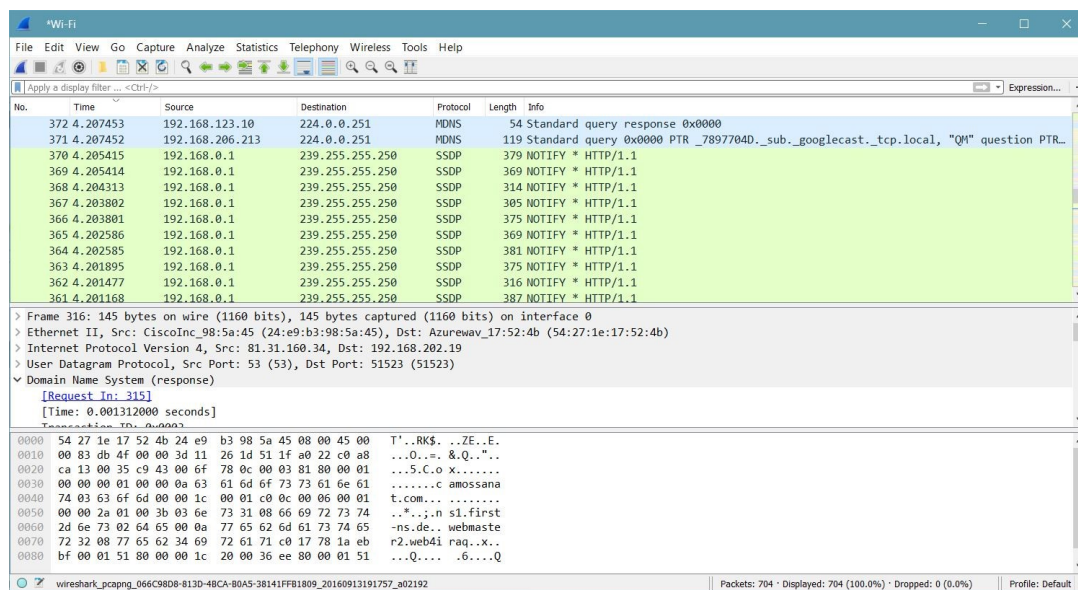 *Wi-Fi
File Edit View Go Capture Analyze Statistics Telephony Wireless Tools Help
Apply a display filter ... <Ctrl-/> Expression...
No. Time Source Destination Protocol Length Info
372 4.207453 192.168.123.10 224.0.0.251 MDNS 54 Standard query response 0x0000
371 4.207452 192.168.206.213 224.0.0.251 MDNS 119 Standard query 0x0000 PTR _7897704D._sub._googlecast._tcp.local, "QM" question PTR…
370 4.205415 192.168.0.1 239.255.255.250 SSDP 379 NOTIFY * HTTP/1.1
369 4.205414 192.168.0.1 239.255.255.250 SSDP 369 NOTIFY * HTTP/1.1
368 4.204313 192.168.0.1 239.255.255.250 SSDP 314 NOTIFY * HTTP/1.1
367 4.203802 192.168.0.1 239.255.255.250 SSDP 305 NOTIFY * HTTP/1.1
366 4.203801 192.168.0.1 239.255.255.250 SSDP 375 NOTIFY * HTTP/1.1
365 4.202586 192.168.0.1 239.255.255.250 SSDP 369 NOTIFY * HTTP/1.1
364 4.202585 192.168.0.1 239.255.255.250 SSDP 381 NOTIFY * HTTP/1.1
363 4.201895 192.168.0.1 239.255.255.250 SSDP 375 NOTIFY * HTTP/1.1
362 4.201477 192.168.0.1 239.255.255.250 SSDP 316 NOTIFY * HTTP/1.1
361 4.201168 192.168.0.1 239.255.255.250 SSDP 387 NOTIFY * HTTP/1.1
> Frame 316: 145 bytes on wire (1160 bits), 145 bytes captured (1160 bits) on interface 0
> Ethernet II, Src: CiscoInc_98:5a:45 (24:e9:b3:98:5a:45), Dst: Azurewav_17:52:4b (54:27:1e:17:52:4b)
> Internet Protocol Version 4, Src: 81.31.160.34, Dst: 192.168.202.19
> User Datagram Protocol, Src Port: 53 (53), Dst Port: 51523 (51523)
Domain Name System (response)
[Request In: 315]
[Time: 0.001312000 seconds]
Transaction ID: 0x0003
0000 54 27 1e 17 52 4b 24 e9 b3 98 5a 45 08 00 45 00 T'..RK$. ..ZE..E.
0010 00 83 db 4f 00 00 3d 11 26 1d 51 1f a0 22 c0 a8 ...O..=. &.Q.."..
0020 ca 13 00 35 c9 43 00 6f 78 0c 00 03 81 80 00 01 ...5.C.o x.......
0030 00 00 00 01 00 00 0a 63 61 6d 6f 73 73 61 6e 61 .......c amossana
0040 74 03 63 6f 6d 00 00 1c 00 01 c0 0c 00 06 00 01 t.com... ........
0050 00 00 2a 01 00 3b 03 6e 73 31 08 66 69 72 73 74 ..*..;.n s1.first
0060 2d 6e 73 02 64 65 00 0a 77 65 62 6d 61 73 74 65 -ns.de.. webmaste
0070 72 32 08 77 65 62 34 69 72 61 71 c0 17 78 1a eb r2.web4i raq..x..
0080 bf 00 01 51 80 00 00 1c 20 00 36 ee 80 00 01 51 ...Q.... .6....Q
wireshark_pcapng_066C98D8-813D-4BCA-B0A5-38141FFB1809_20160913191757_a02192 Packets: 704 · Displayed: 704 (100.0%) · Dropped: 0 (0.0%) Profile: Default